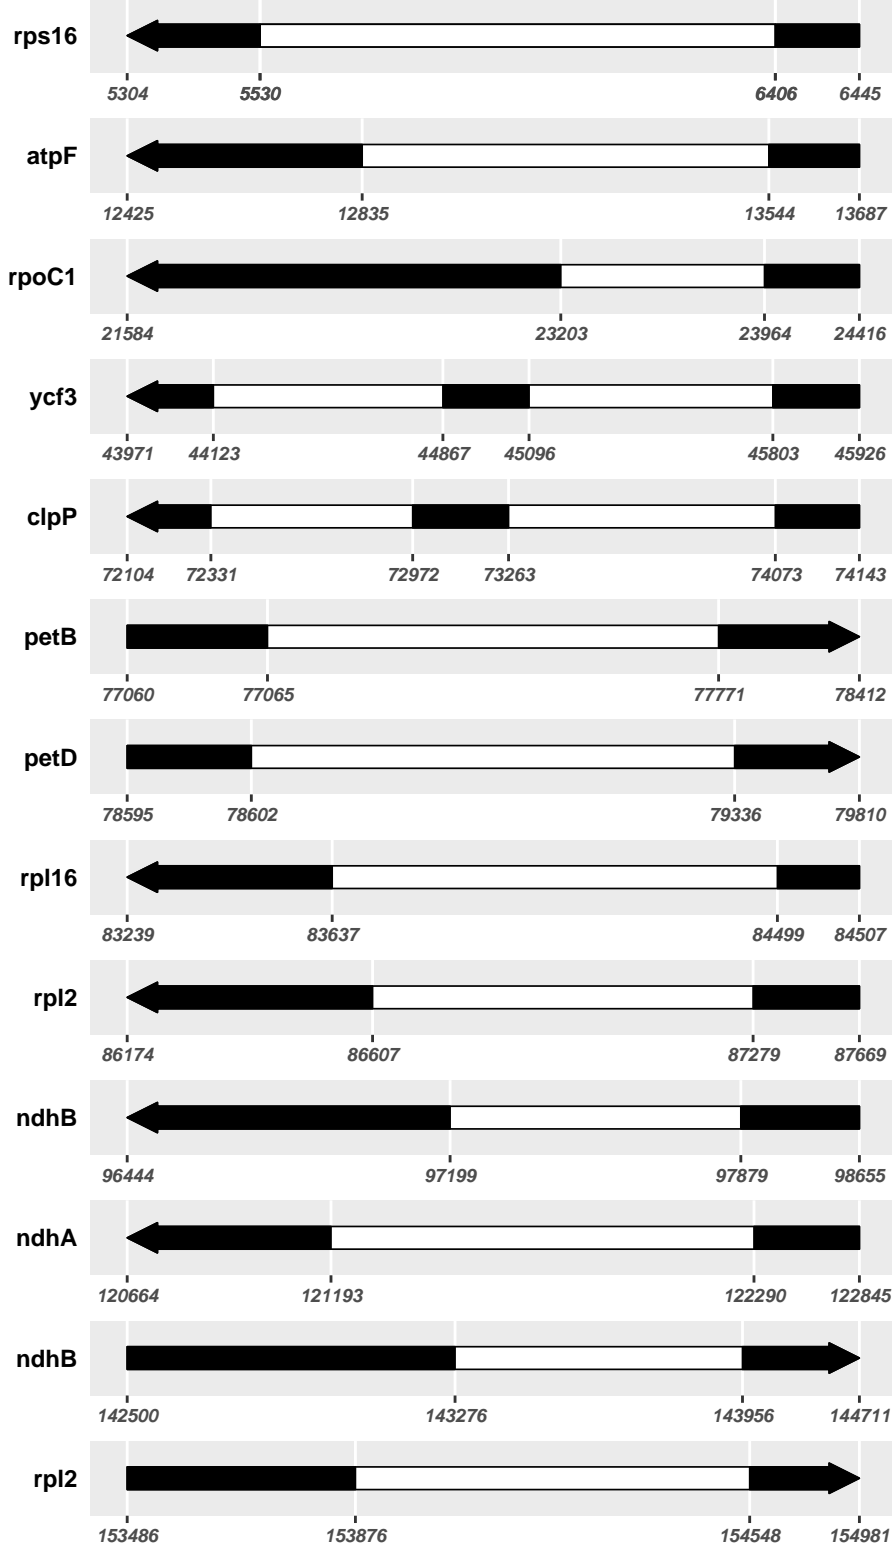 rps16
5304 5530 6406 6445
atpF
12425 12835 13544 13687
rpoC1
21584 23203 23964 24416
ycf3
43971 44123 44867 45096 45803 45926
clpP
72104 72331 72972 73263 74073 74143
petB
77060 77065 77771 78412
petD
78595 78602 79336 79810
rpl16
83239 83637 84499 84507
rpl2
86174 86607 87279 87669
ndhB
96444 97199 97879 98655
ndhA
120664 121193 122290 122845
ndhB
142500 143276 143956 144711
rpl2
153486 153876 154548 154981